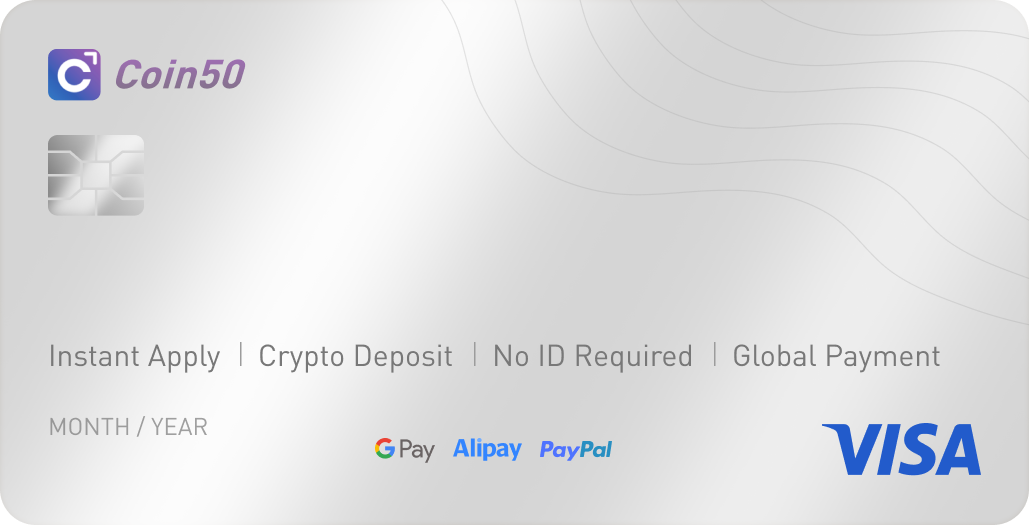 Coin50
Instant Apply | Crypto Deposit | No ID Required | Global Payment
MONTH / YEAR
G Pay Alipay PayPal
VISA